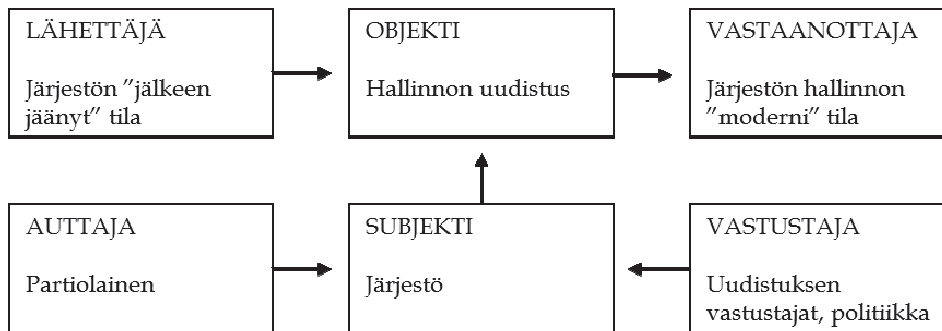 LÄHETTÄJÄ
Järjestön ”jälkeen
jäänyt” tila
OBJEKTI
Hallinnon uudistus
VASTAANOTTAJA
Järjestön hallinnon
”moderni” tila
AUTTAJA
Partiolainen
SUBJEKTI
Järjestö
VASTUSTAJA
Uudistuksen
vastustajat, politiikka